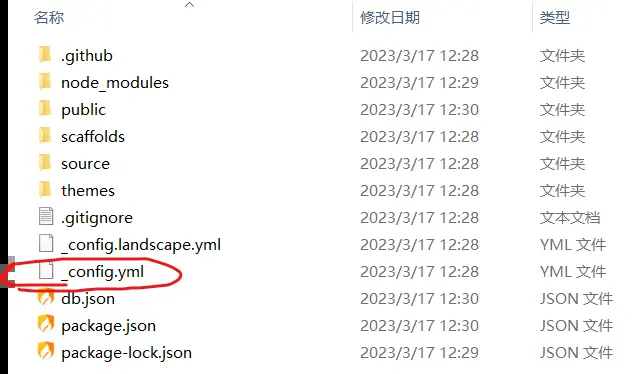 名称 修改日期 类型
.github 2023/3/17 12:28 文件夹
node_modules 2023/3/17 12:29 文件夹
public 2023/3/17 12:30 文件夹
scaffolds 2023/3/17 12:28 文件夹
source 2023/3/17 12:28 文件夹
themes 2023/3/17 12:28 文件夹
.gitignore 2023/3/17 12:28 文本文档
_config.landscape.yml 2023/3/17 12:28 YML 文件
_config.yml 2023/3/17 12:28 YML 文件
db.json 2023/3/17 12:30 JSON 文件
package.json 2023/3/17 12:30 JSON 文件
package-lock.json 2023/3/17 12:29 JSON 文件